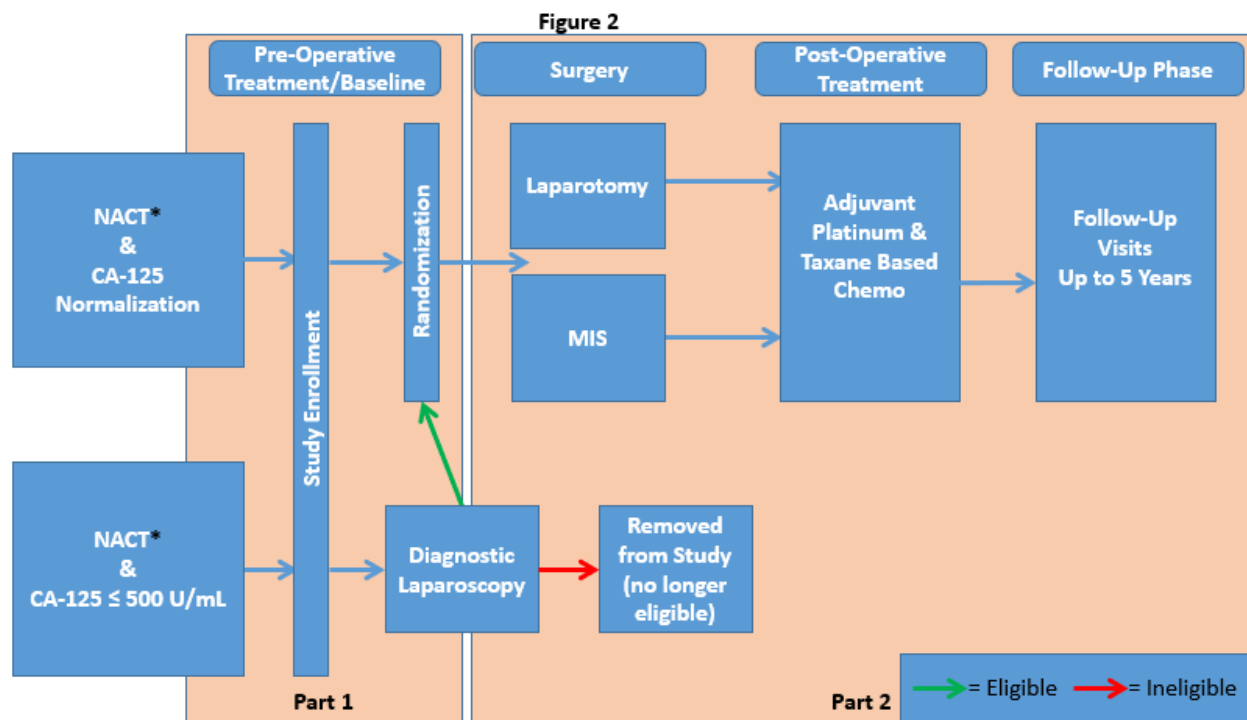 Figure 2
Pre-Operative
Treatment/Baseline
Surgery
Post-Operative
Treatment
Follow-Up Phase
NACT*
&
CA-125
Normalization
Study Enrollment
Randomization
Laparotomy
MIS
Adjuvant
Platinum &
Taxane Based
Chemo
Follow-Up
Visits
Up to 5 Years
NACT*
&
CA-125 ≤ 500 U/mL
Diagnostic
Laparoscopy
Removed
from Study
(no longer
eligible)
Part 1
Part 2
= Eligible
= Ineligible